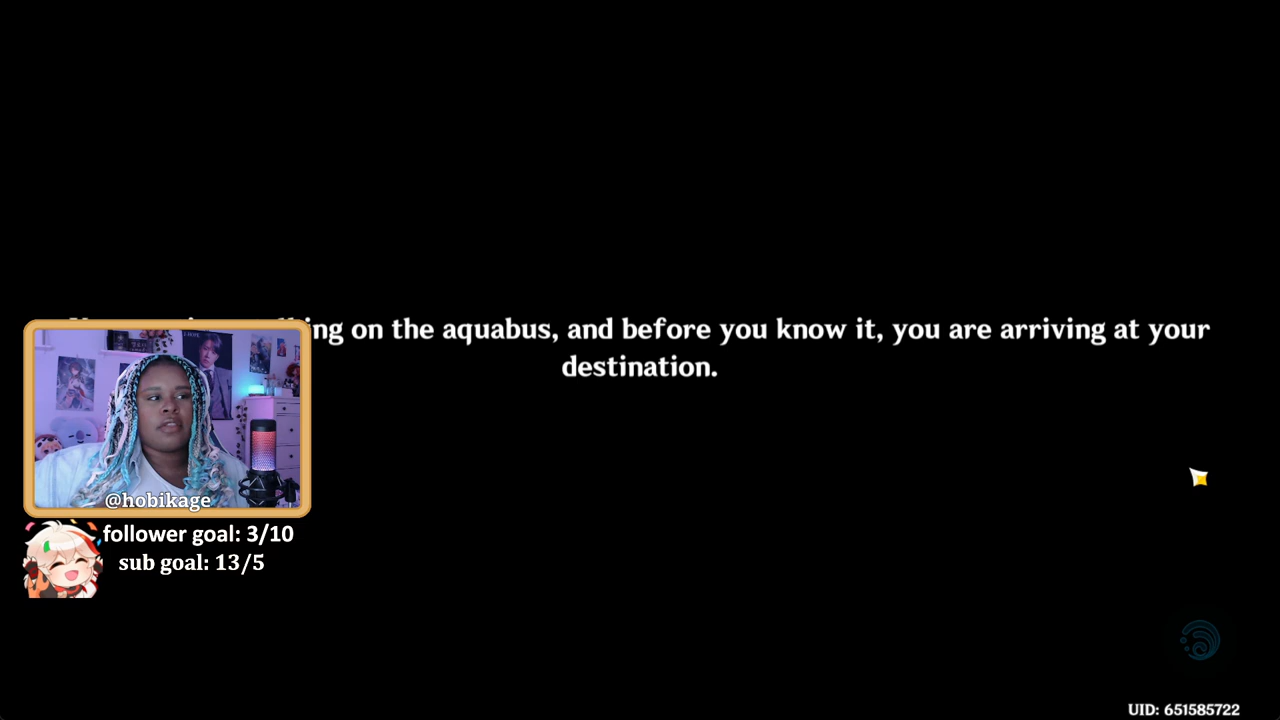 hing on the aquabus, and before you know it, you are arriving at your
destination.
@hobikage
follower goal: 3/10
sub goal: 13/5
UID: 651585722